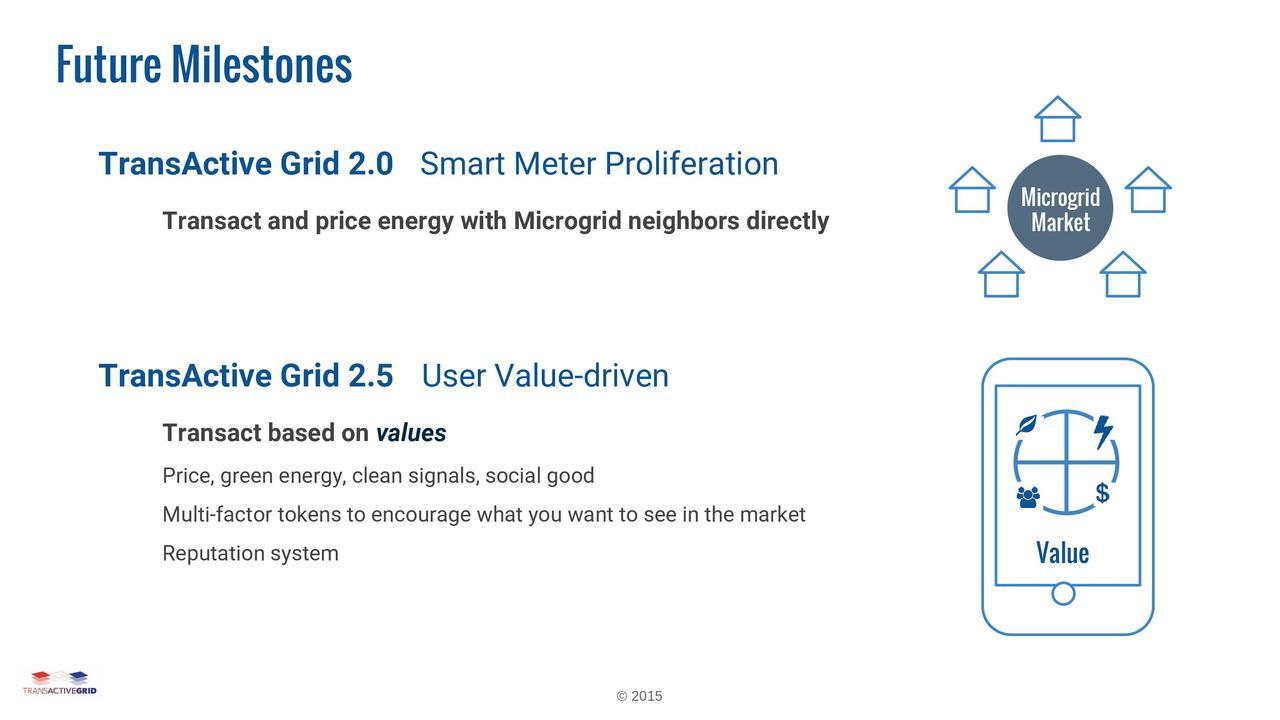 Future Milestones
TransActive Grid 2.0 Smart Meter Proliferation
Transact and price energy with Microgrid neighbors directly
Microgrid
Market
TransActive Grid 2.5 User Value-driven
Transact based on values
Price, green energy, clean signals, social good
Multi-factor tokens to encourage what you want to see in the market
Reputation system
$
Value
TRANSACTIVEGRID
© 2015